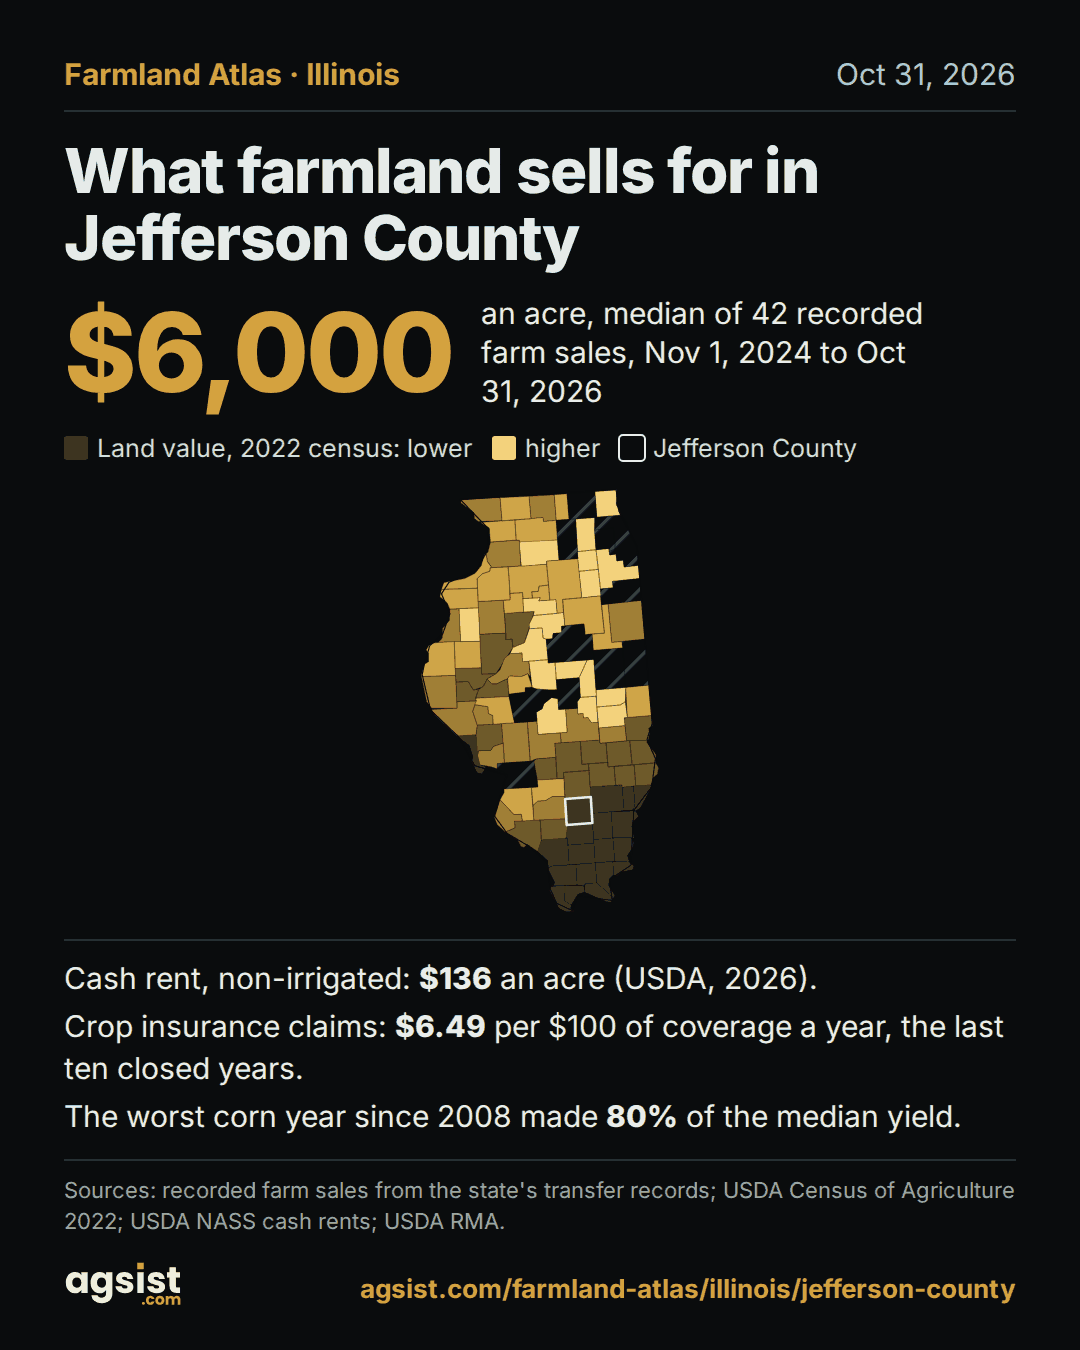 Farmland Atlas · Illinois
Oct 31, 2026
What farmland sells for in
Jefferson County
$6,000
an acre, median of 42 recorded
farm sales, Nov 1, 2024 to Oct
31, 2026
Land value, 2022 census: lower
higher
Jefferson County
Cash rent, non-irrigated: $136 an acre (USDA, 2026).
Crop insurance claims: $6.49 per $100 of coverage a year, the last
ten closed years.
The worst corn year since 2008 made 80% of the median yield.
Sources: recorded farm sales from the state's transfer records; USDA Census of Agriculture
2022; USDA NASS cash rents; USDA RMA.
agsist
.com
agsist.com/farmland-atlas/illinois/jefferson-county